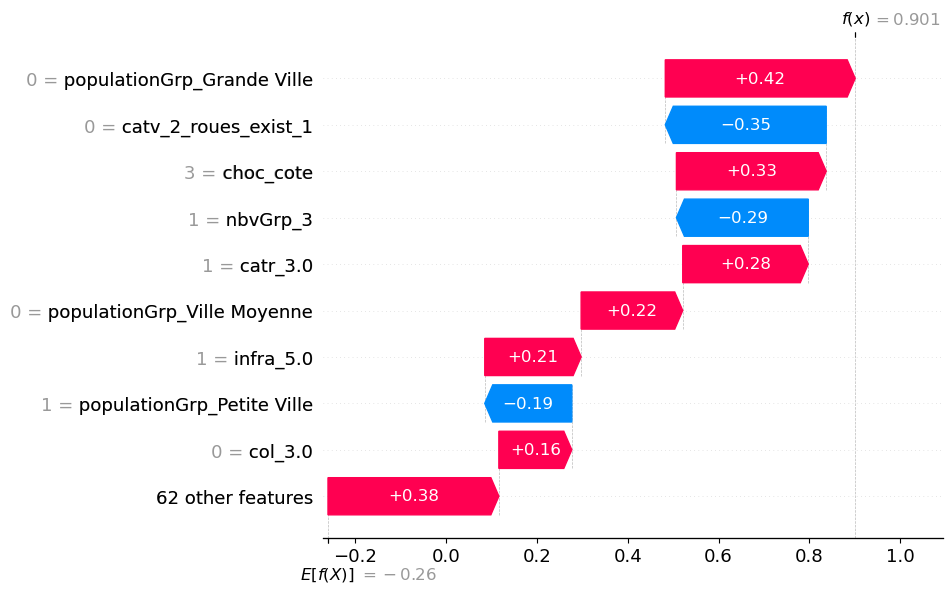 f(x) = 0.901
0 = populationGrp_Grande Ville +0.42
0 = catv_2_roues_exist_1 −0.35
3 = choc_cote +0.33
1 = nbvGrp_3 −0.29
1 = catr_3.0 +0.28
0 = populationGrp_Ville Moyenne +0.22
1 = infra_5.0 +0.21
1 = populationGrp_Petite Ville −0.19
0 = col_3.0 +0.16
62 other features +0.38
−0.2 0.0 0.2 0.4 0.6 0.8 1.0
E[f(X)] = −0.26